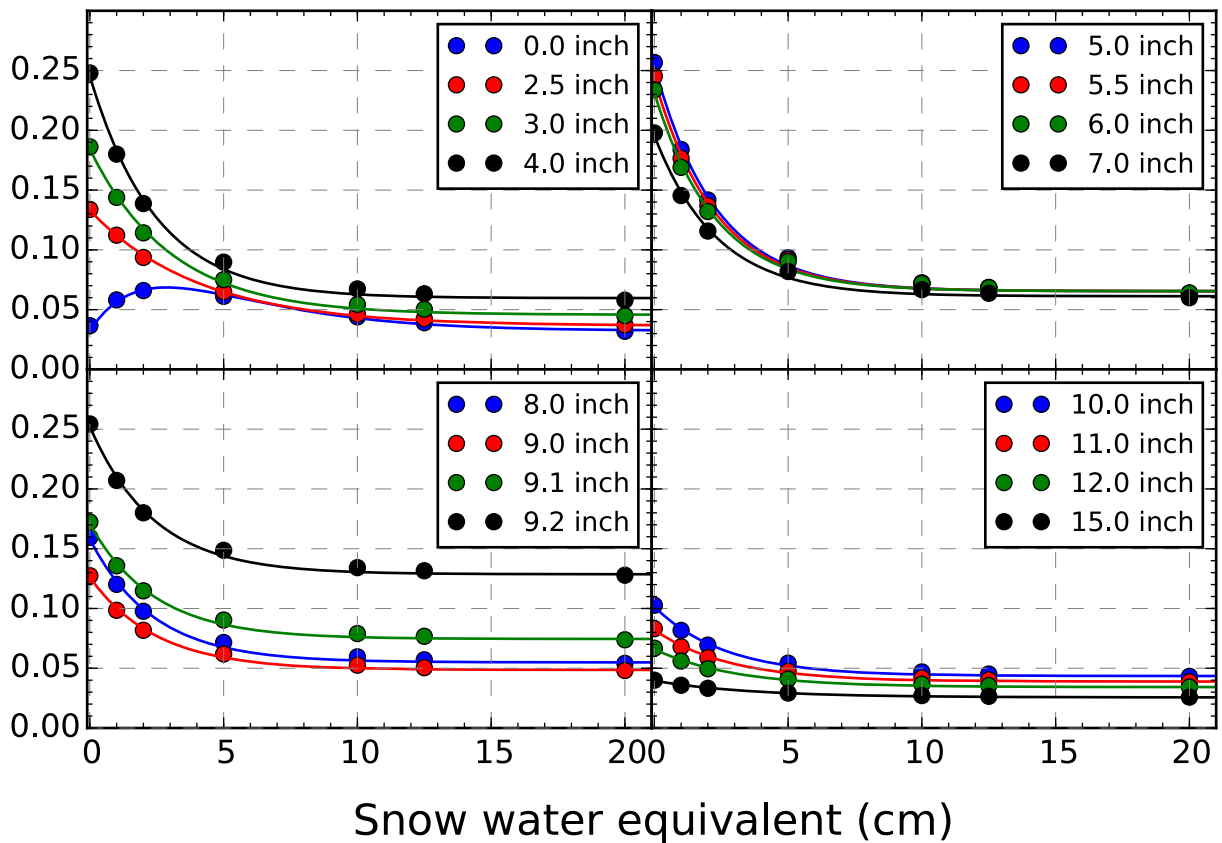 0.25
0.20
0.15
0.10
0.05
0.00
0.0 inch
2.5 inch
3.0 inch
4.0 inch
5.0 inch
5.5 inch
6.0 inch
7.0 inch
0.25
0.20
0.15
0.10
0.05
0.00
8.0 inch
9.0 inch
9.1 inch
9.2 inch
10.0 inch
11.0 inch
12.0 inch
15.0 inch
0 5 10 15 20 0 5 10 15 20
Snow water equivalent (cm)